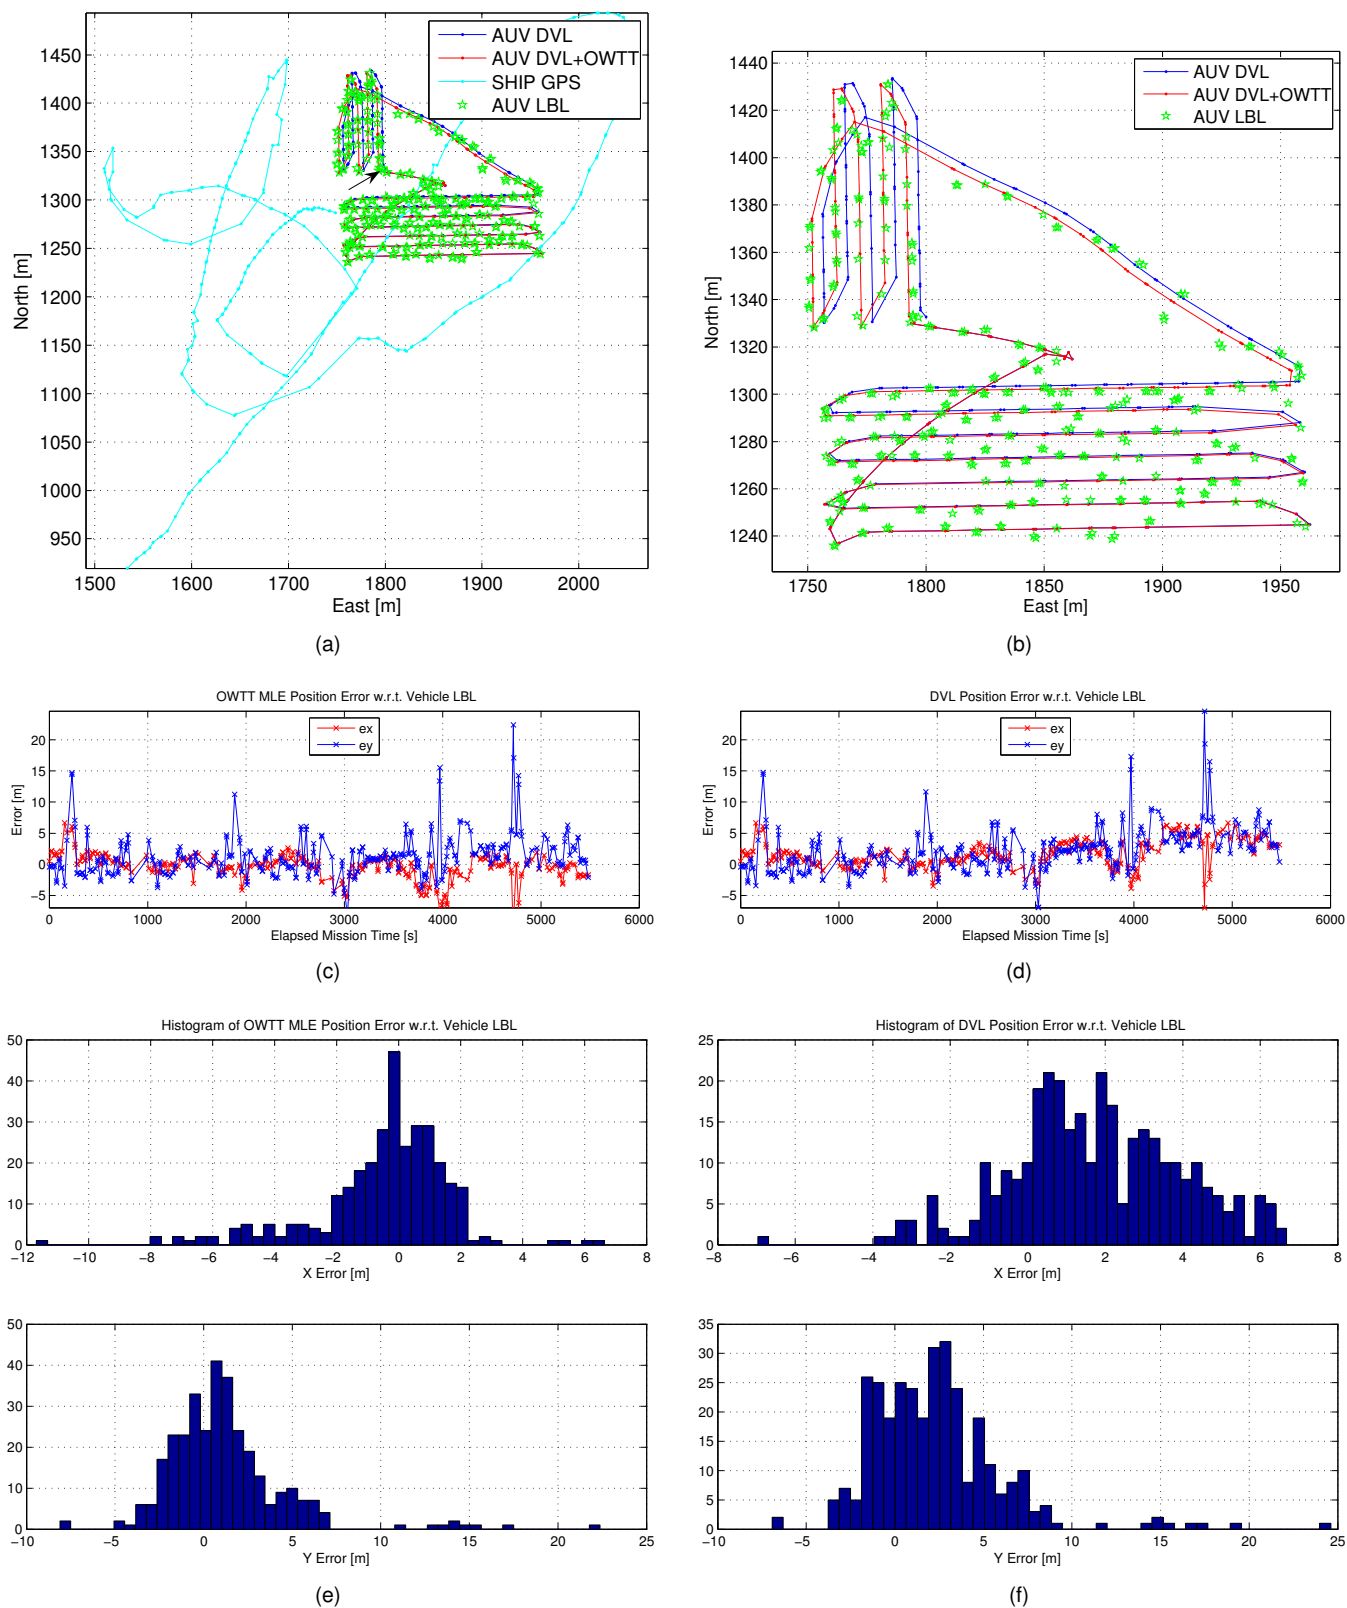 1450
1400
1350
1300
1250
1200
1150
1100
1050
1000
950
North [m]
1500 1600 1700 1800 1900 2000
East [m]
AUV DVL
AUV DVL+OWTT
SHIP GPS
AUV LBL
(a)
1440
1420
1400
1380
1360
1340
1320
1300
1280
1260
1240
North [m]
1750 1800 1850 1900 1950
East [m]
AUV DVL
AUV DVL+OWTT
AUV LBL
(b)
OWTT MLE Position Error w.r.t. Vehicle LBL
ex
ey
20
15
10
5
0
−5
Error [m]
0 1000 2000 3000 4000 5000 6000
Elapsed Mission Time [s]
(c)
DVL Position Error w.r.t. Vehicle LBL
ex
ey
20
15
10
5
0
−5
Error [m]
0 1000 2000 3000 4000 5000 6000
Elapsed Mission Time [s]
(d)
Histogram of OWTT MLE Position Error w.r.t. Vehicle LBL
50
40
30
20
10
0
−12 −10 −8 −6 −4 −2 0 2 4 6 8
X Error [m]
50
40
30
20
10
0
−10 −5 0 5 10 15 20 25
Y Error [m]
(e)
Histogram of DVL Position Error w.r.t. Vehicle LBL
25
20
15
10
5
0
−8 −6 −4 −2 0 2 4 6 8
X Error [m]
35
30
25
20
15
10
5
0
−10 −5 0 5 10 15 20 25
Y Error [m]
(f)